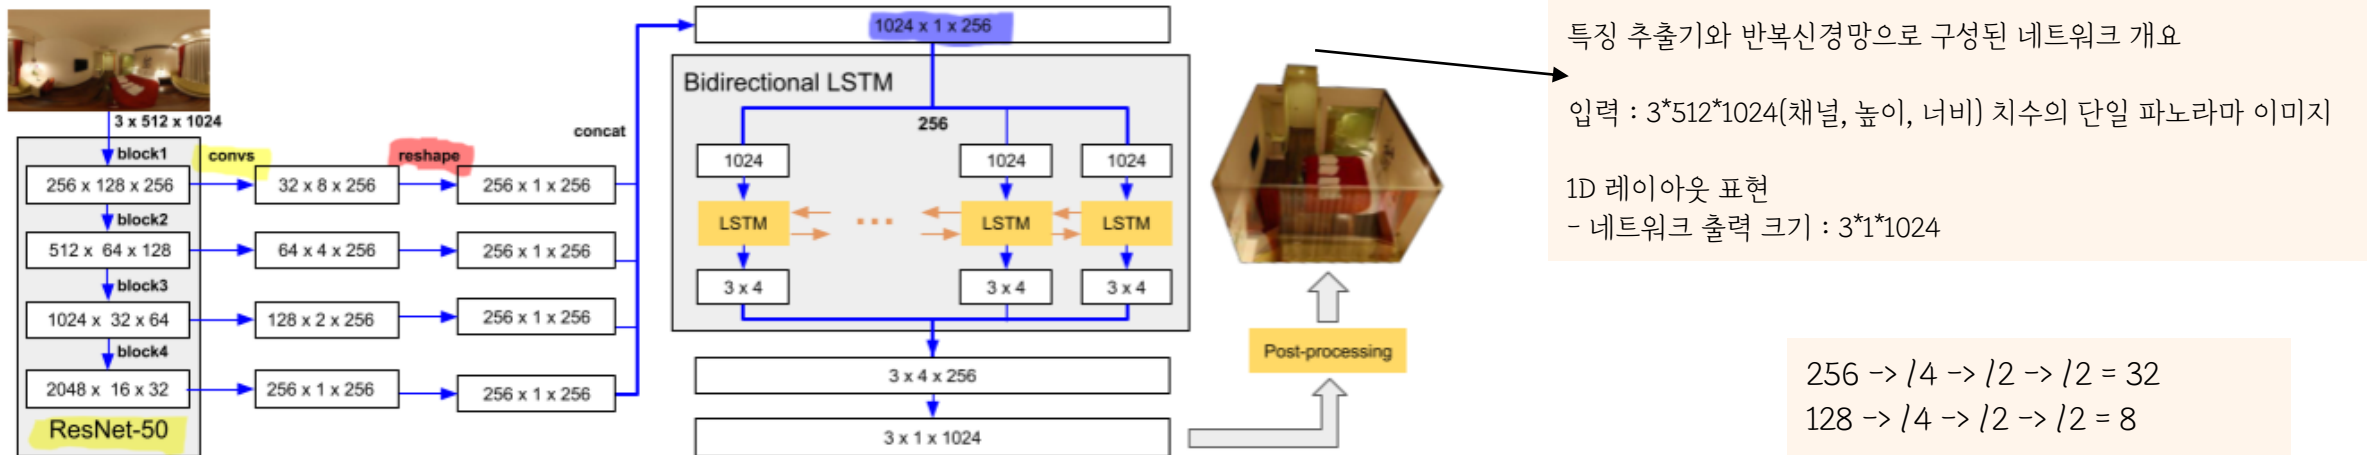 3 x 512 x 1024
block1
256 x 128 x 256
block2
512 x 64 x 128
block3
1024 x 32 x 64
block4
2048 x 16 x 32
ResNet-50
convs
32 x 8 x 256
64 x 4 x 256
128 x 2 x 256
256 x 1 x 256
reshape
256 x 1 x 256
256 x 1 x 256
256 x 1 x 256
256 x 1 x 256
concat
1024 x 1 x 256
Bidirectional LSTM
256
1024 1024 1024
LSTM ... LSTM LSTM
3 x 4 3 x 4 3 x 4
3 x 4 x 256
3 x 1 x 1024
Post-processing
특징 추출기와 반복신경망으로 구성된 네트워크 개요
입력 : 3*512*1024(채널, 높이, 너비) 치수의 단일 파노라마 이미지
1D 레이아웃 표현
- 네트워크 출력 크기 : 3*1*1024
256 -> /4 -> /2 -> /2 = 32
128 -> /4 -> /2 -> /2 = 8